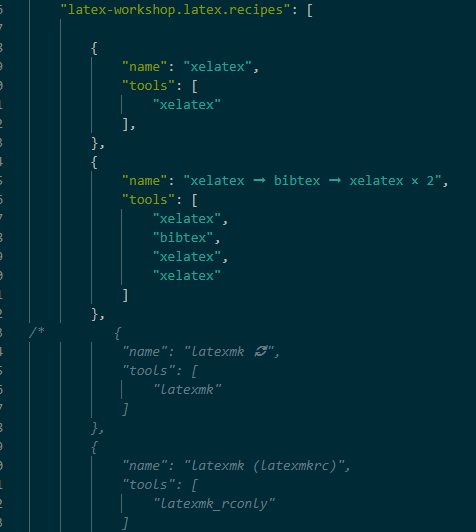 "latex-workshop.latex.recipes": [
{
"name": "xelatex",
"tools": [
"xelatex"
],
},
{
"name": "xelatex ➞ bibtex ➞ xelatex × 2",
"tools": [
"xelatex",
"bibtex",
"xelatex",
"xelatex"
]
},
/* {
"name": "latexmk 🔃",
"tools": [
"latexmk"
]
},
{
"name": "latexmk (latexmkrc)",
"tools": [
"latexmk_rconly"
]